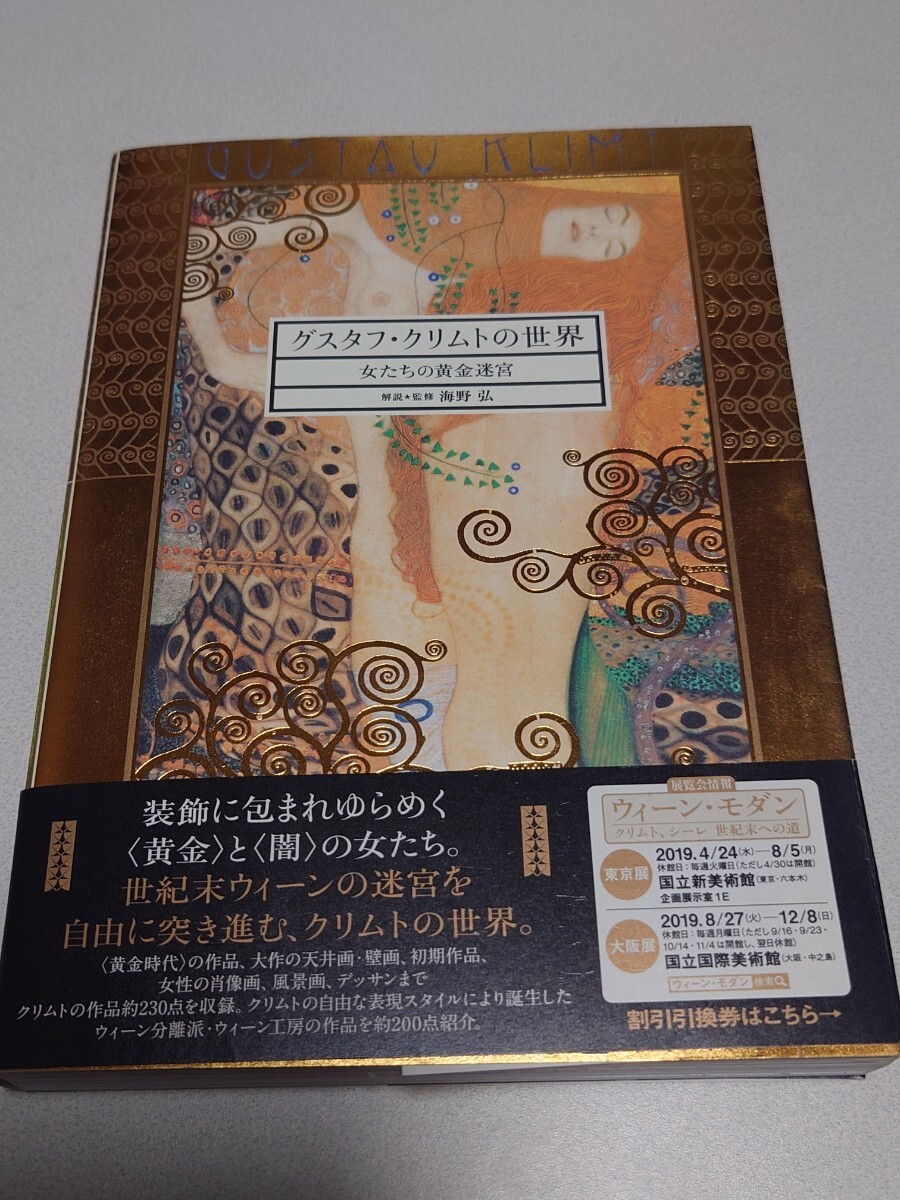 GUSTAV KLIMT
グスタフ・クリムトの世界
女たちの黄金迷宮
解説★監修 海野 弘
装飾に包まれゆらめく
〈黄金〉と〈闇〉の女たち。
世紀末ウィーンの迷宮を
自由に突き進む、クリムトの世界。
〈黄金時代〉の作品、大作の天井画・壁画、初期作品、
女性の肖像画、風景画、デッサンまで
クリムトの作品約230点を収録。クリムトの自由な表現スタイルにより誕生した
ウィーン分離派・ウィーン工房の作品を約200点紹介。
展覧会情報
ウィーン・モダン
クリムト、シーレ 世紀末への道
東京展
2019.4/24(水)―8/5(月)
休館日:毎週火曜日(ただし4/30は開館)
国立新美術館(東京・六本木)
企画展示室1E
大阪展
2019.8/27(火)―12/8(日)
休館日:毎週月曜日(ただし9/16・9/23・
10/14・11/4は開館し、翌日休館)
国立国際美術館(大阪・中之島)
ウィーン・モダン 検索
割引引換券はこちら→